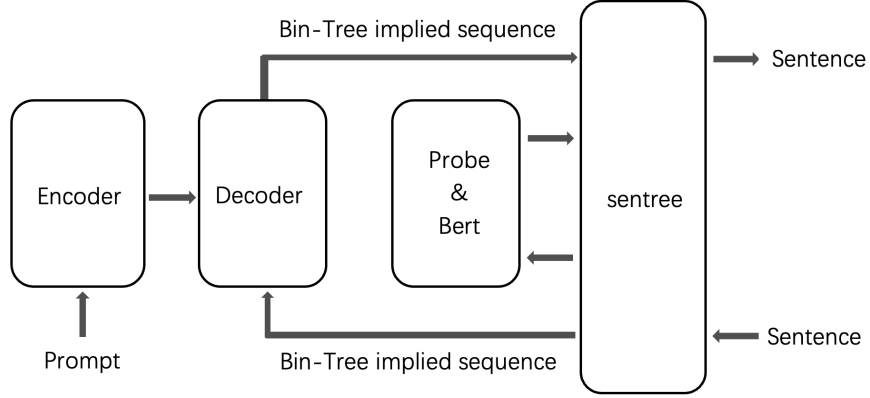 Bin-Tree implied sequence
Sentence
Encoder
Decoder
Probe
&
Bert
sentree
Prompt
Bin-Tree implied sequence
Sentence